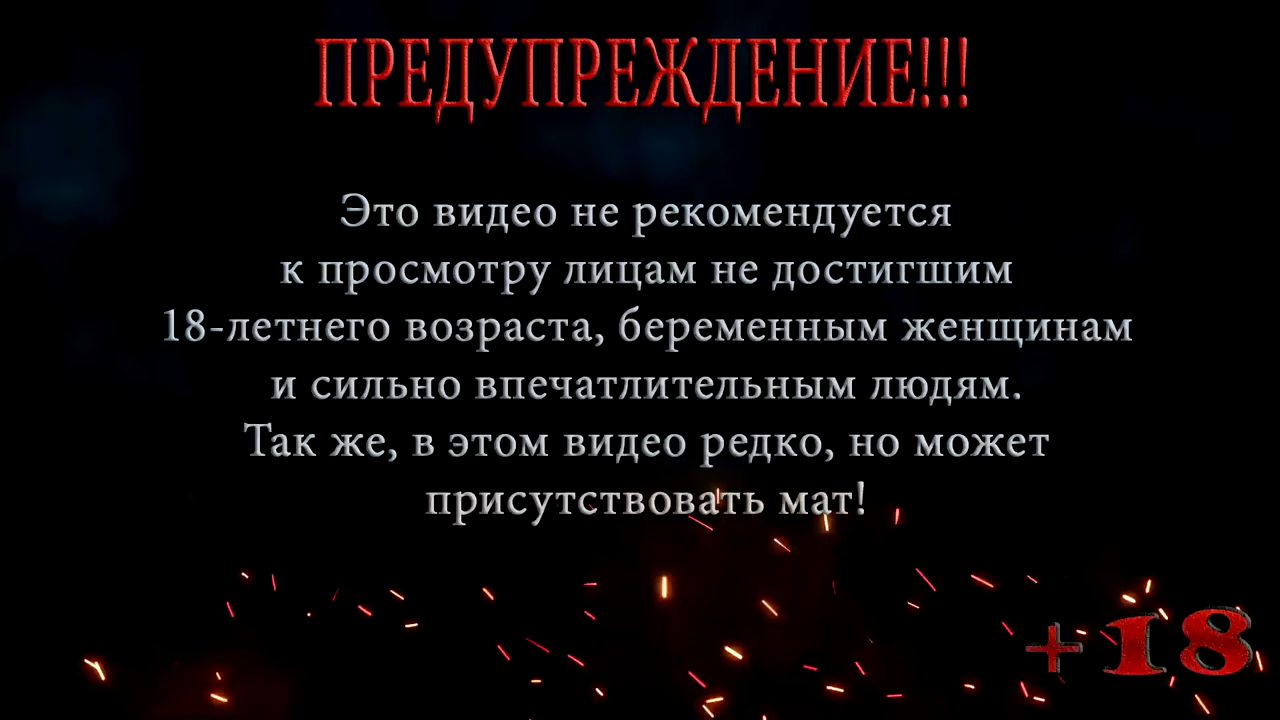 ПРЕДУПРЕЖДЕНИЕ!!!
Это видео не рекомендуется
к просмотру лицам не достигшим
18-летнего возраста, беременным женщинам
и сильно впечатлительным людям.
Так же, в этом видео редко, но может
присутствовать мат!
+18